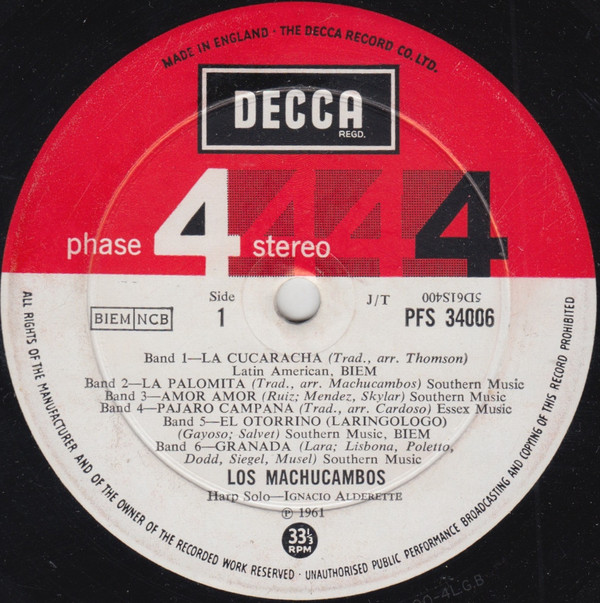 MADE IN ENGLAND · THE DECCA RECORD CO. LTD.
DECCA
REGD.
phase 4 stereo 4 4 4
BIEM NCB
Side
1
J/T
5D61S400
PFS 34006
Band 1—LA CUCARACHA (Trad., arr. Thomson)
Latin American, BIEM
Band 2—LA PALOMITA (Trad., arr. Machucambos) Southern Music
Band 3—AMOR AMOR (Ruiz; Mendez, Skylar) Southern Music
Band 4—PAJARO CAMPANA (Trad., arr. Cardoso) Essex Music
Band 5—EL OTORRINO (LARINGOLOGO)
(Gayoso; Salvet) Southern Music, BIEM
Band 6—GRANADA (Lara; Lisbona, Poletto,
Dodd, Siegel, Musel) Southern Music
LOS MACHUCAMBOS
Harp Solo—IGNACIO ALDERETTE
℗ 1961
33⅓
RPM
ALL RIGHTS OF THE MANUFACTURER AND OF THE OWNER OF THE RECORDED WORK RESERVED · UNAUTHORISED PUBLIC PERFORMANCE BROADCASTING AND COPYING OF THIS RECORD PROHIBITED